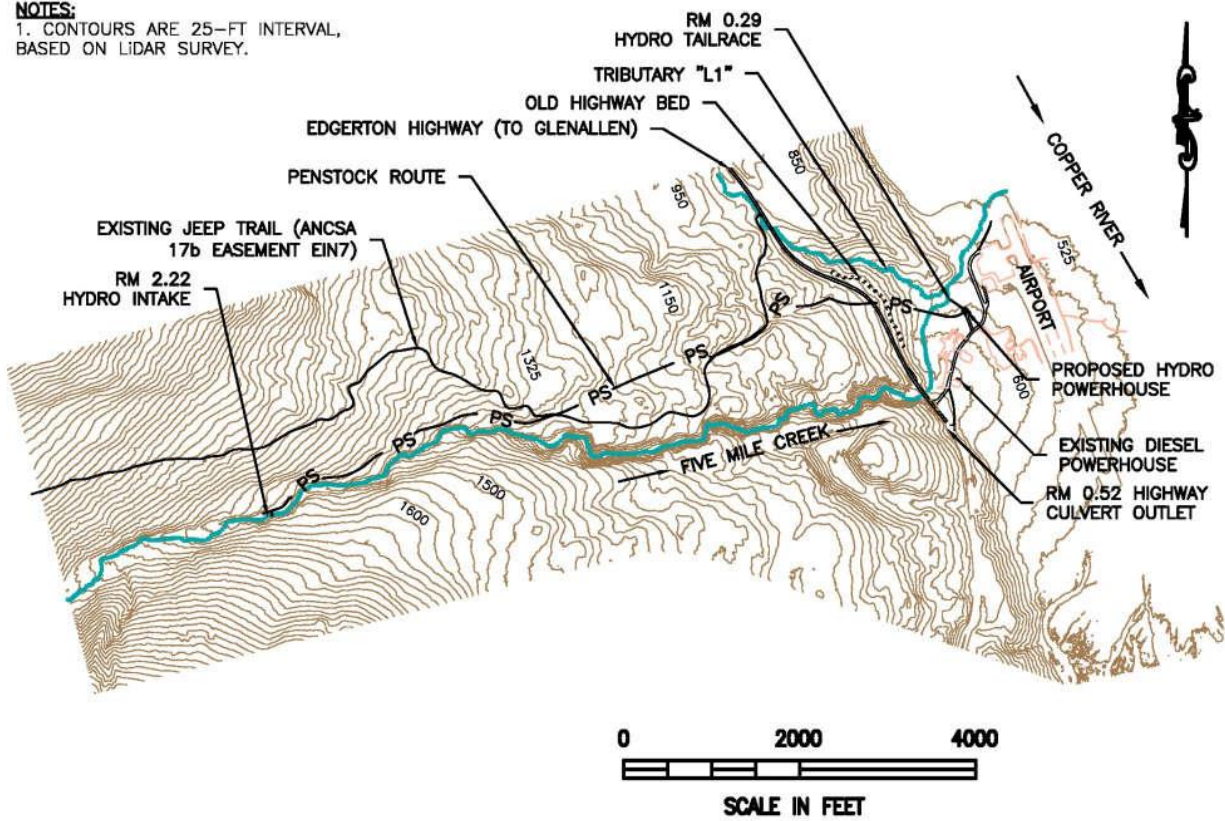 NOTES:
1. CONTOURS ARE 25-FT INTERVAL,
BASED ON LiDAR SURVEY.
RM 0.29
HYDRO TAILRACE
TRIBUTARY "L1"
OLD HIGHWAY BED
EDGERTON HIGHWAY (TO GLENALLEN)
PENSTOCK ROUTE
EXISTING JEEP TRAIL (ANCSA
17b EASEMENT EIN7)
RM 2.22
HYDRO INTAKE
COPPER RIVER
850
950
525
AIRPORT
1150
PS
PS
PS
1325
PS
PS
PS
PS
600
PROPOSED HYDRO
POWERHOUSE
EXISTING DIESEL
POWERHOUSE
RM 0.52 HIGHWAY
CULVERT OUTLET
FIVE MILE CREEK
1500
1600
0 2000 4000
SCALE IN FEET